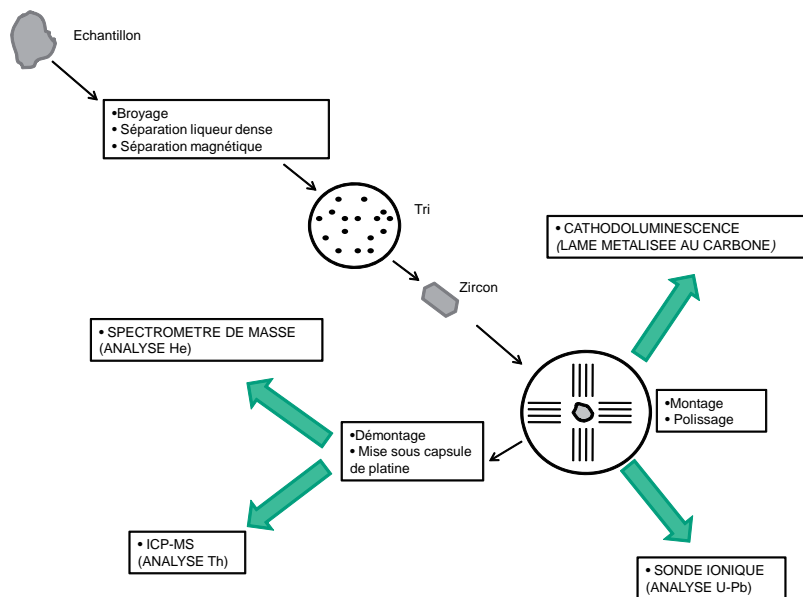 Echantillon
•Broyage
• Séparation liqueur dense
• Séparation magnétique
Tri
• CATHODOLUMINESCENCE
(LAME METALISEE AU CARBONE)
Zircon
• SPECTROMETRE DE MASSE
(ANALYSE He)
•Montage
• Polissage
•Démontage
• Mise sous capsule
de platine
• ICP-MS
(ANALYSE Th)
• SONDE IONIQUE
(ANALYSE U-Pb)